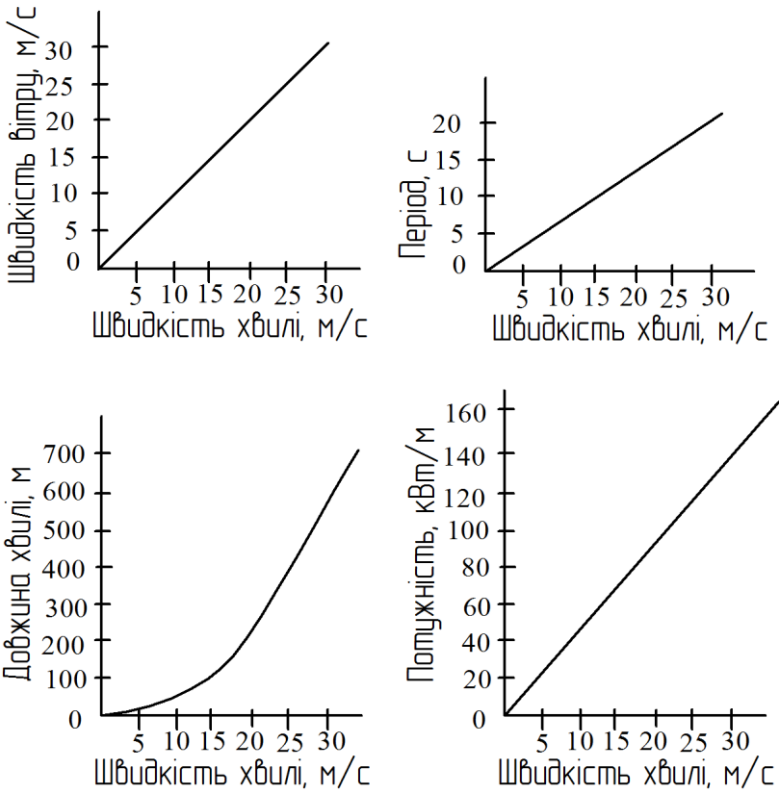 Швидкість вітру, м/с
30
25
20
15
10
5
0
5 10 15 20 25 30
Швидкість хвилі, м/с
Період, с
20
15
10
5
0
5 10 15 20 25 30
Швидкість хвилі, м/с
Довжина хвилі, м
700
600
500
400
300
200
100
0
5 10 15 20 25 30
Швидкість хвилі, м/с
Потужність, кВт/м
160
140
120
100
80
60
40
20
0
5 10 15 20 25 30
Швидкість хвилі, м/с